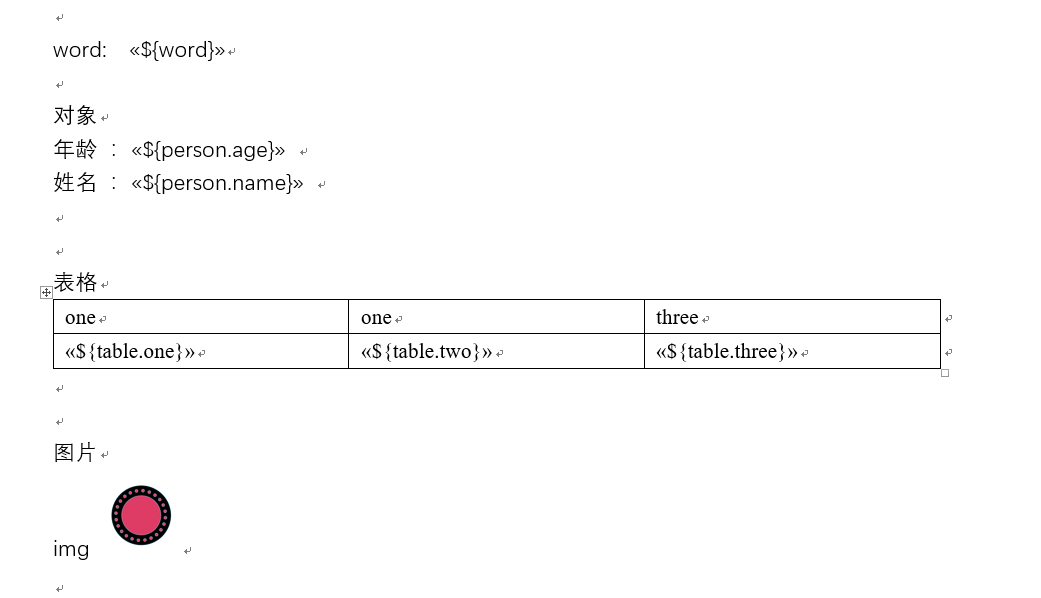 word: «${word}»
对象
年龄 ： «${person.age}»
姓名 ： «${person.name}»
表格
one one three
«${table.one}» «${table.two}» «${table.three}»
图片
img